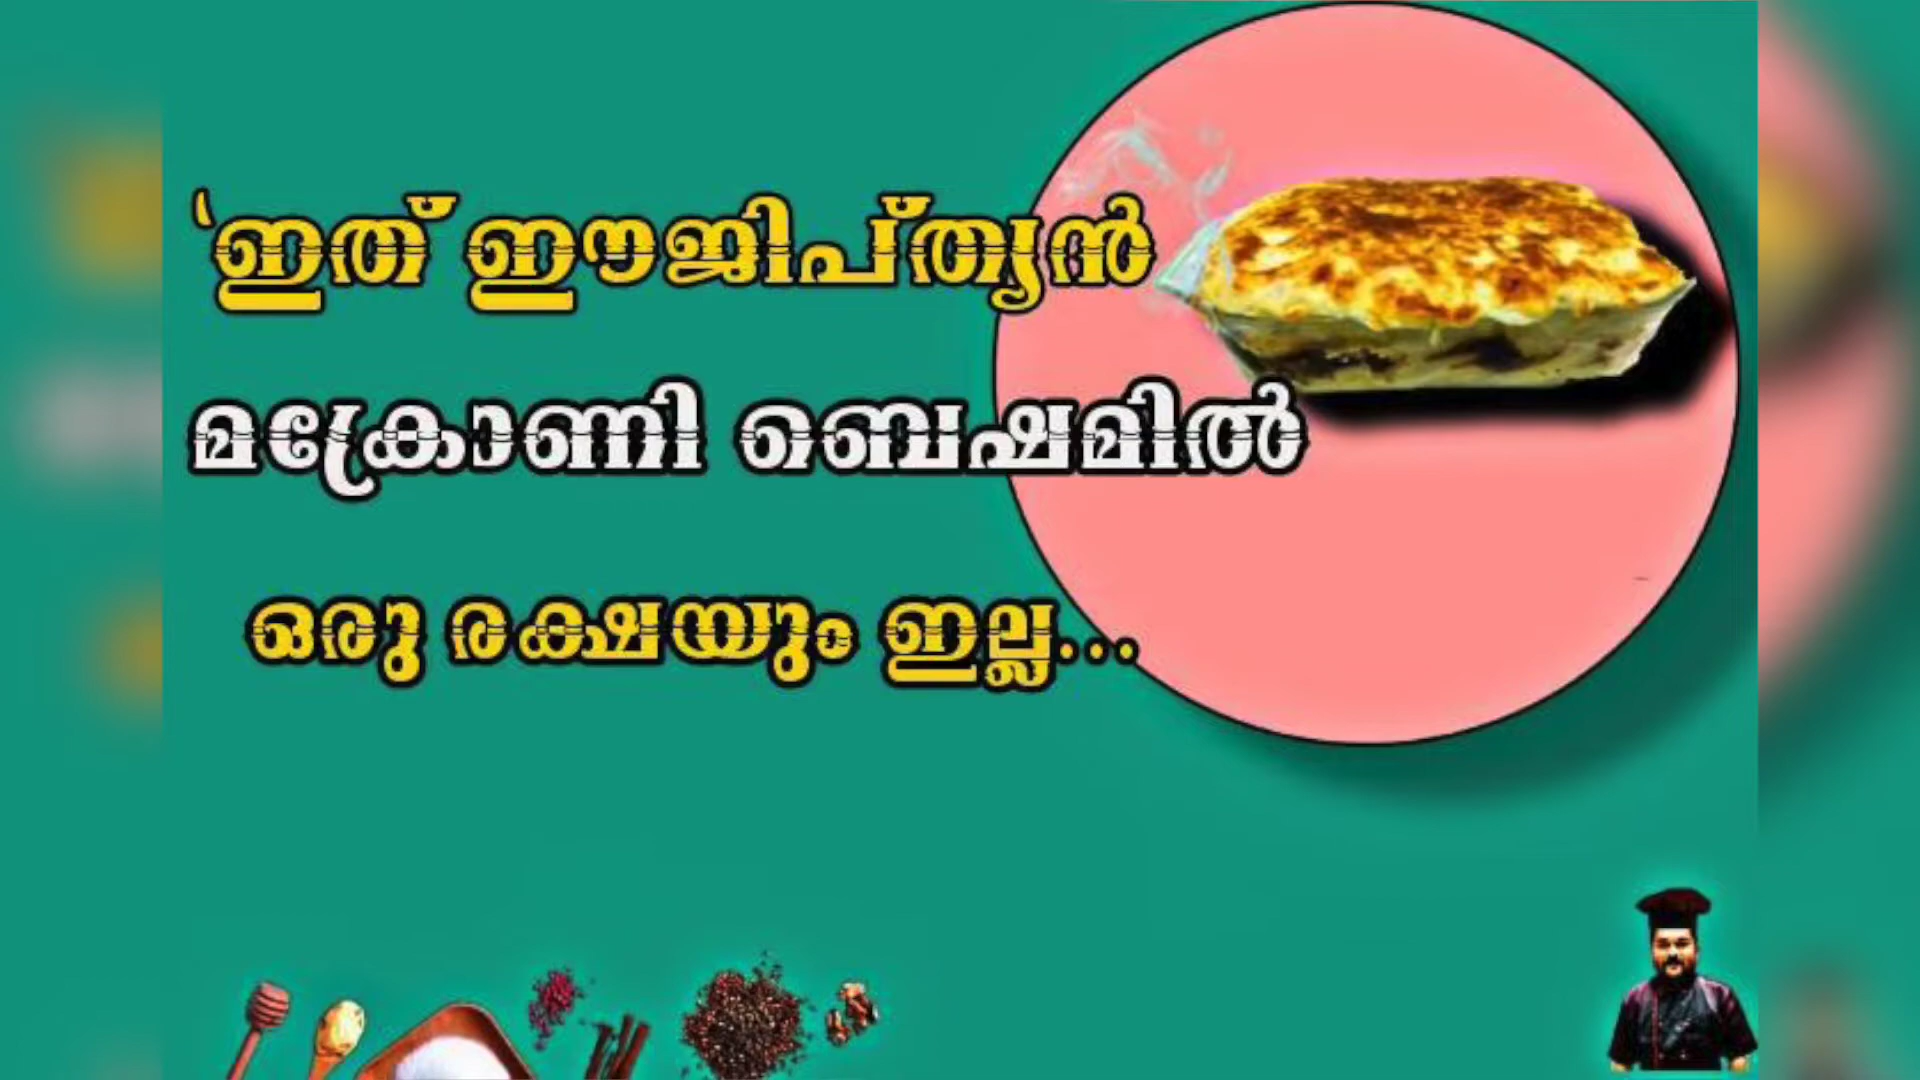 'ഇത് ഈജിപ്ത്യൻ
മക്രോണി ബെഷമിൽ
ഒരു രക്ഷയും ഇല്ല...